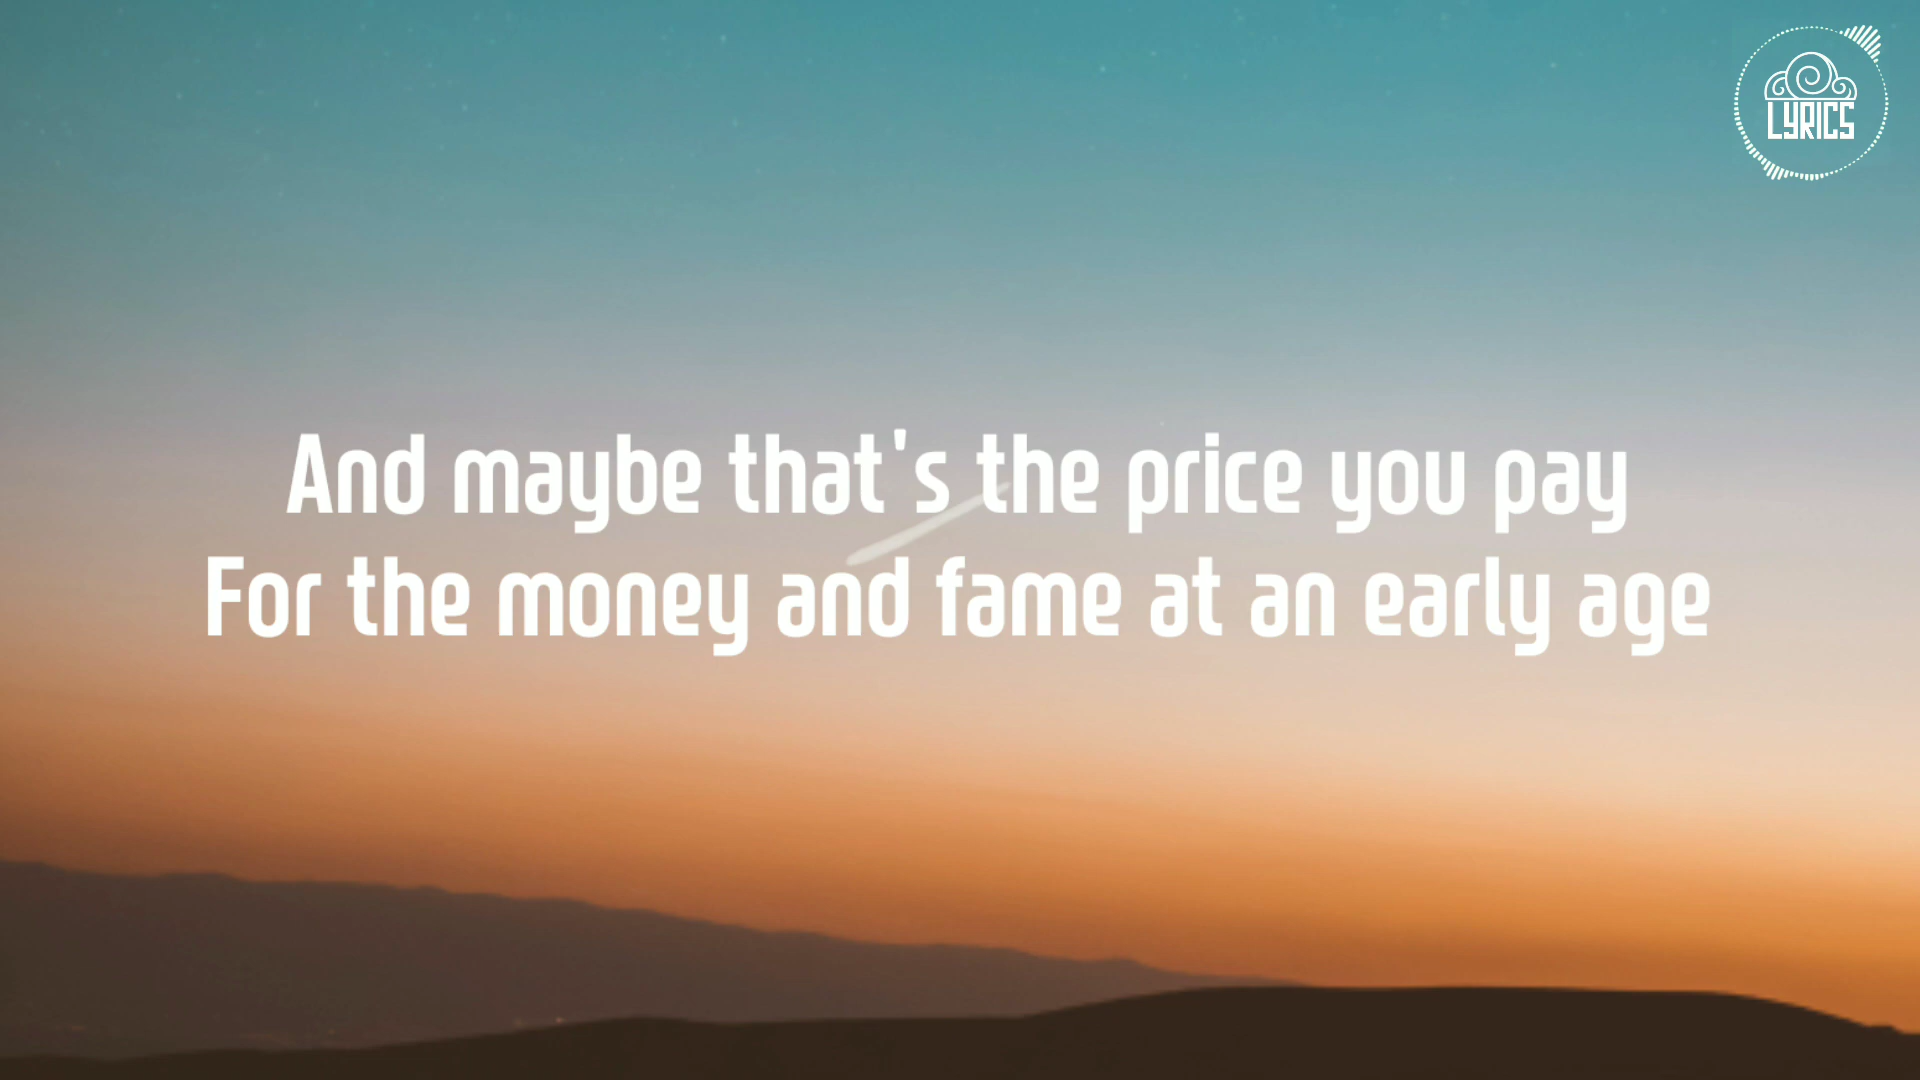 LYRICS
And maybe that's the price you pay
For the money and fame at an early age